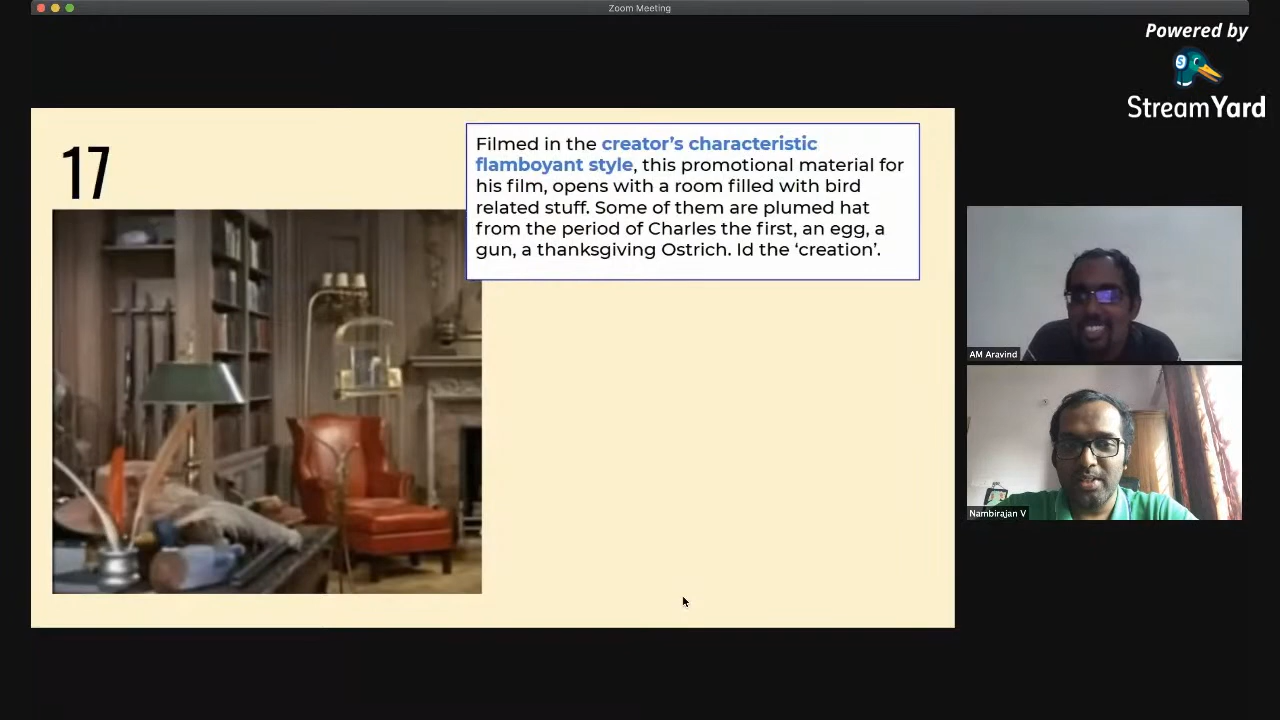 Zoom Meeting
Powered by
S
StreamYard
17
Filmed in the creator's characteristic
flamboyant style, this promotional material for
his film, opens with a room filled with bird
related stuff. Some of them are plumed hat
from the period of Charles the first, an egg, a
gun, a thanksgiving Ostrich. Id the ‘creation’.
AM Aravind
Nambirajan V